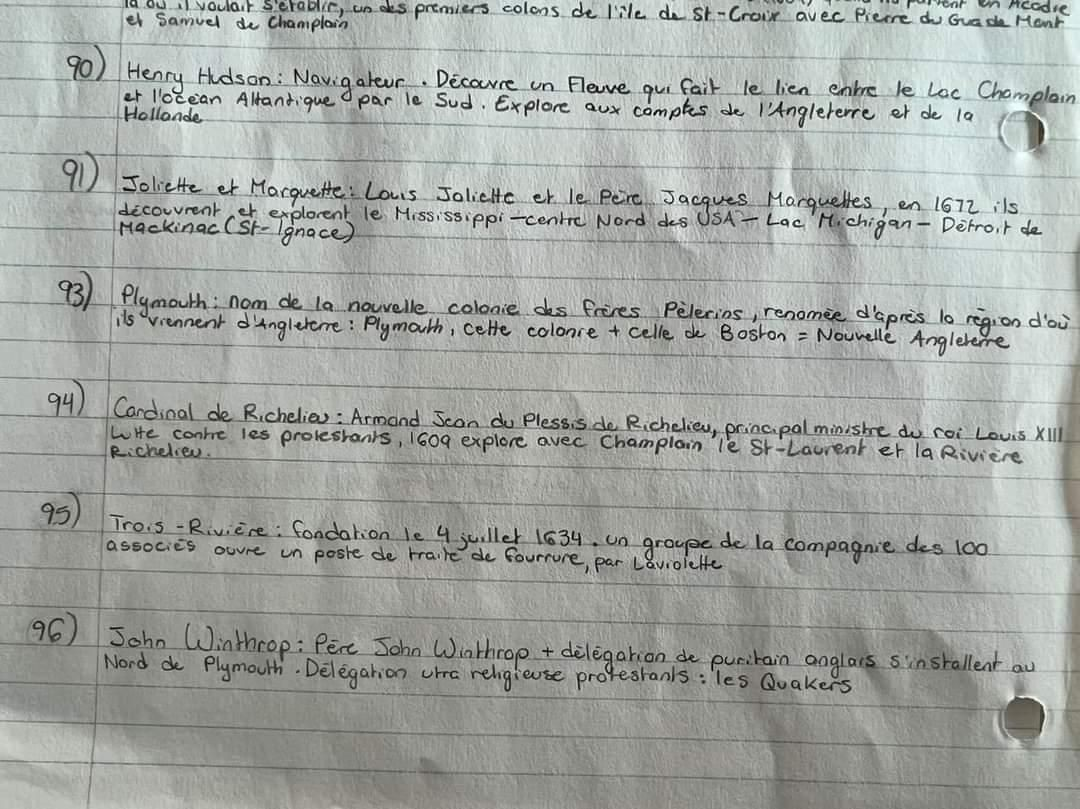 là où il voulait s'établir, un des premiers colons de l'île de St-Croix avec Pierre du Gua de Mont
et Samuel de Champlain
90) Henry Hudson: Navigateur. Découvre un Fleuve qui fait le lien entre le Lac Champlain
et l'océan Altantique par le Sud. Explore aux comptes de l'Angleterre et de la
Hollande
91) Joliette et Marquette: Louis Joliette et le Père Jacques Marquettes, en 1672 ils
découvrent et explorent le Mississippi - centre Nord des USA - Lac Michigan - Détroit de
Mackinac (St-Ignace)
93) Plymouth: nom de la nouvelle colonie des frères Pèlerins, renomée d'après la région d'où
ils viennent d'Angleterre: Plymouth, cette colonie + celle de Boston = Nouvelle Angleterre
94) Cardinal de Richelieu: Armand Jean du Plessis de Richelieu, principal ministre du roi Louis XIII
Lutte contre les protestants, 1609 explore avec Champlain le St-Laurent et la Rivière
Richelieu.
95) Trois-Rivière: fondation le 4 juillet 1634. un groupe de la compagnie des 100
associés ouvre un poste de traite de fourrure, par Laviolette
96) John Winthrop: Père John Winthrop + délégation de puritain anglais s'installent au
Nord de Plymouth. Délégation utra religieuse protestants: les Quakers